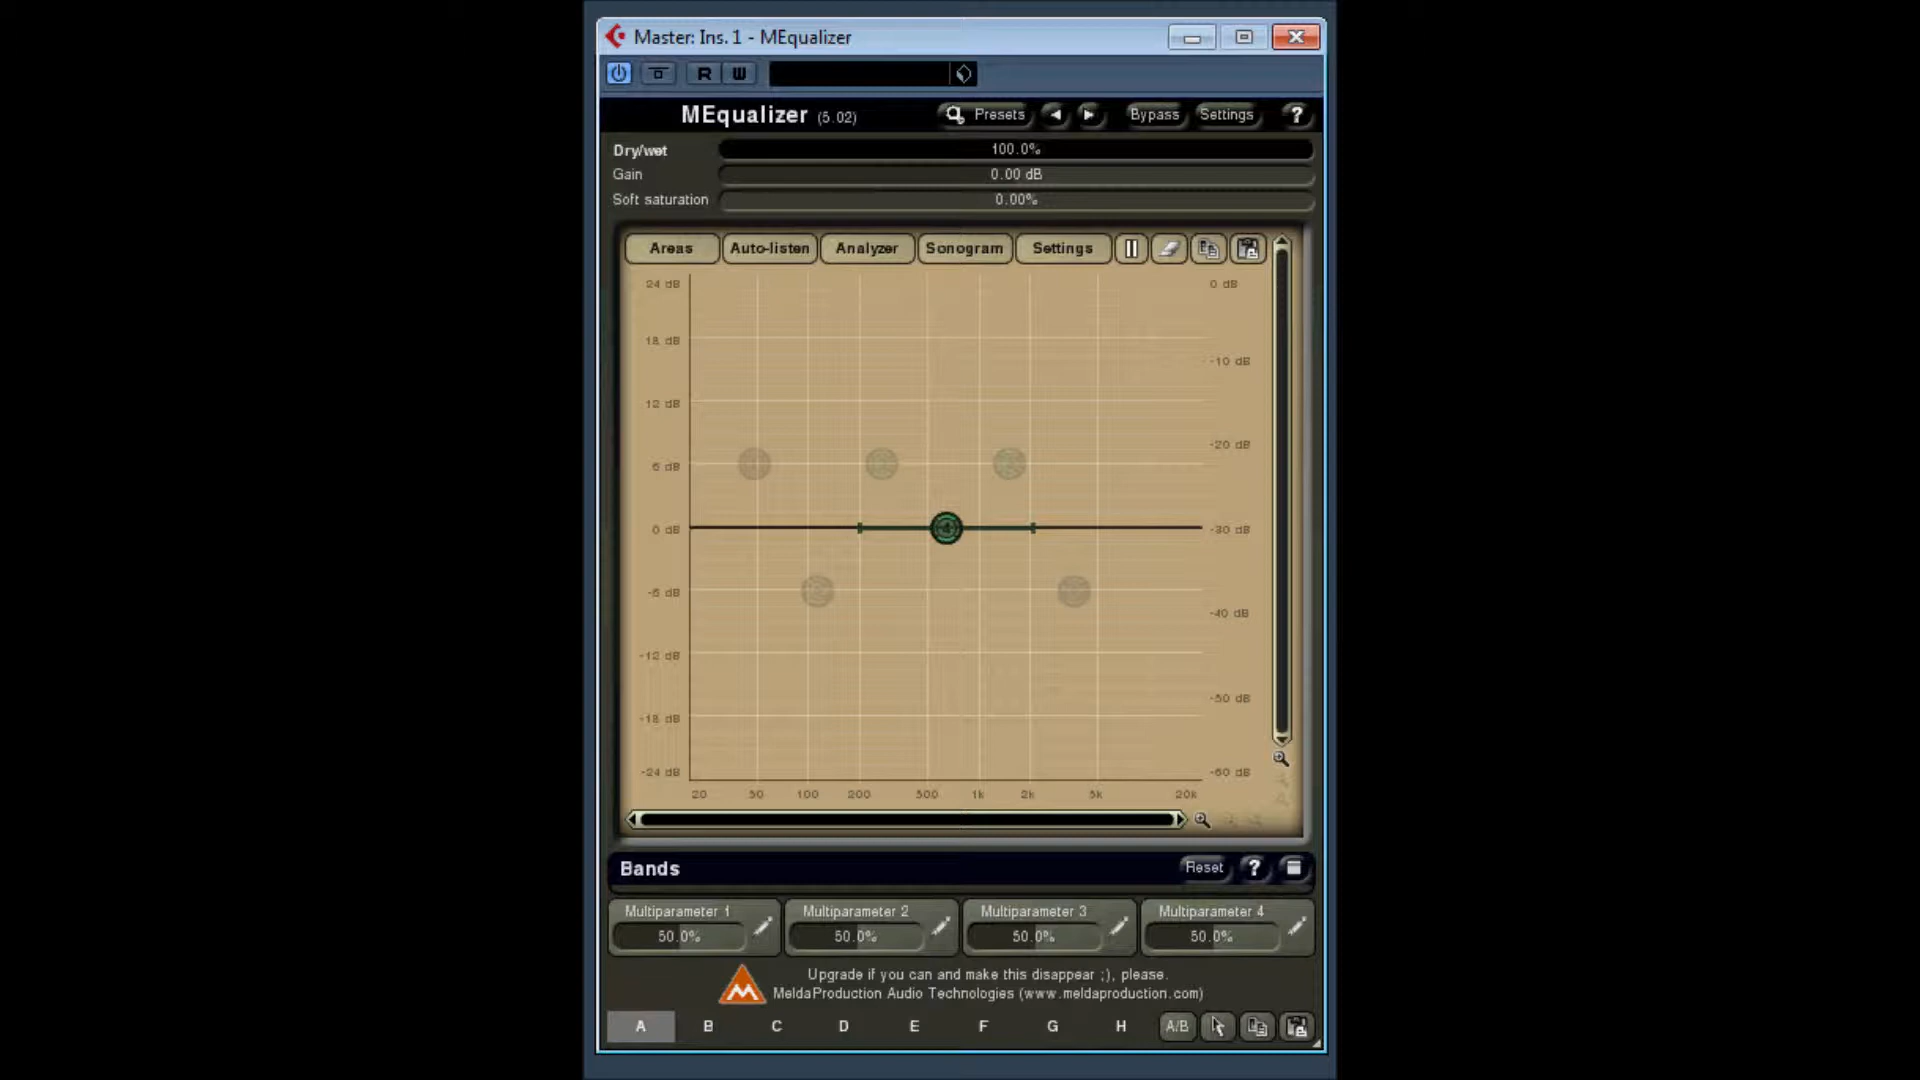 Master: Ins. 1 - MEqualizer
R W
MEqualizer (5.02) Presets Bypass Settings ?
Dry/wet 100.0%
Gain 0.00 dB
Soft saturation 0.00%
Areas Auto-listen Analyzer Sonogram Settings
24 dB 0 dB
18 dB -10 dB
12 dB -20 dB
6 dB
4
0 dB -30 dB
2
-6 dB -40 dB
-12 dB -50 dB
-18 dB
-24 dB -60 dB
20 50 100 200 500 1k 2k 5k 20k
Bands Reset ?
Multiparameter 1 Multiparameter 2 Multiparameter 3 Multiparameter 4
50.0% 50.0% 50.0% 50.0%
Upgrade if you can and make this disappear ;), please.
MeldaProduction Audio Technologies (www.meldaproduction.com)
A B C D E F G H A/B